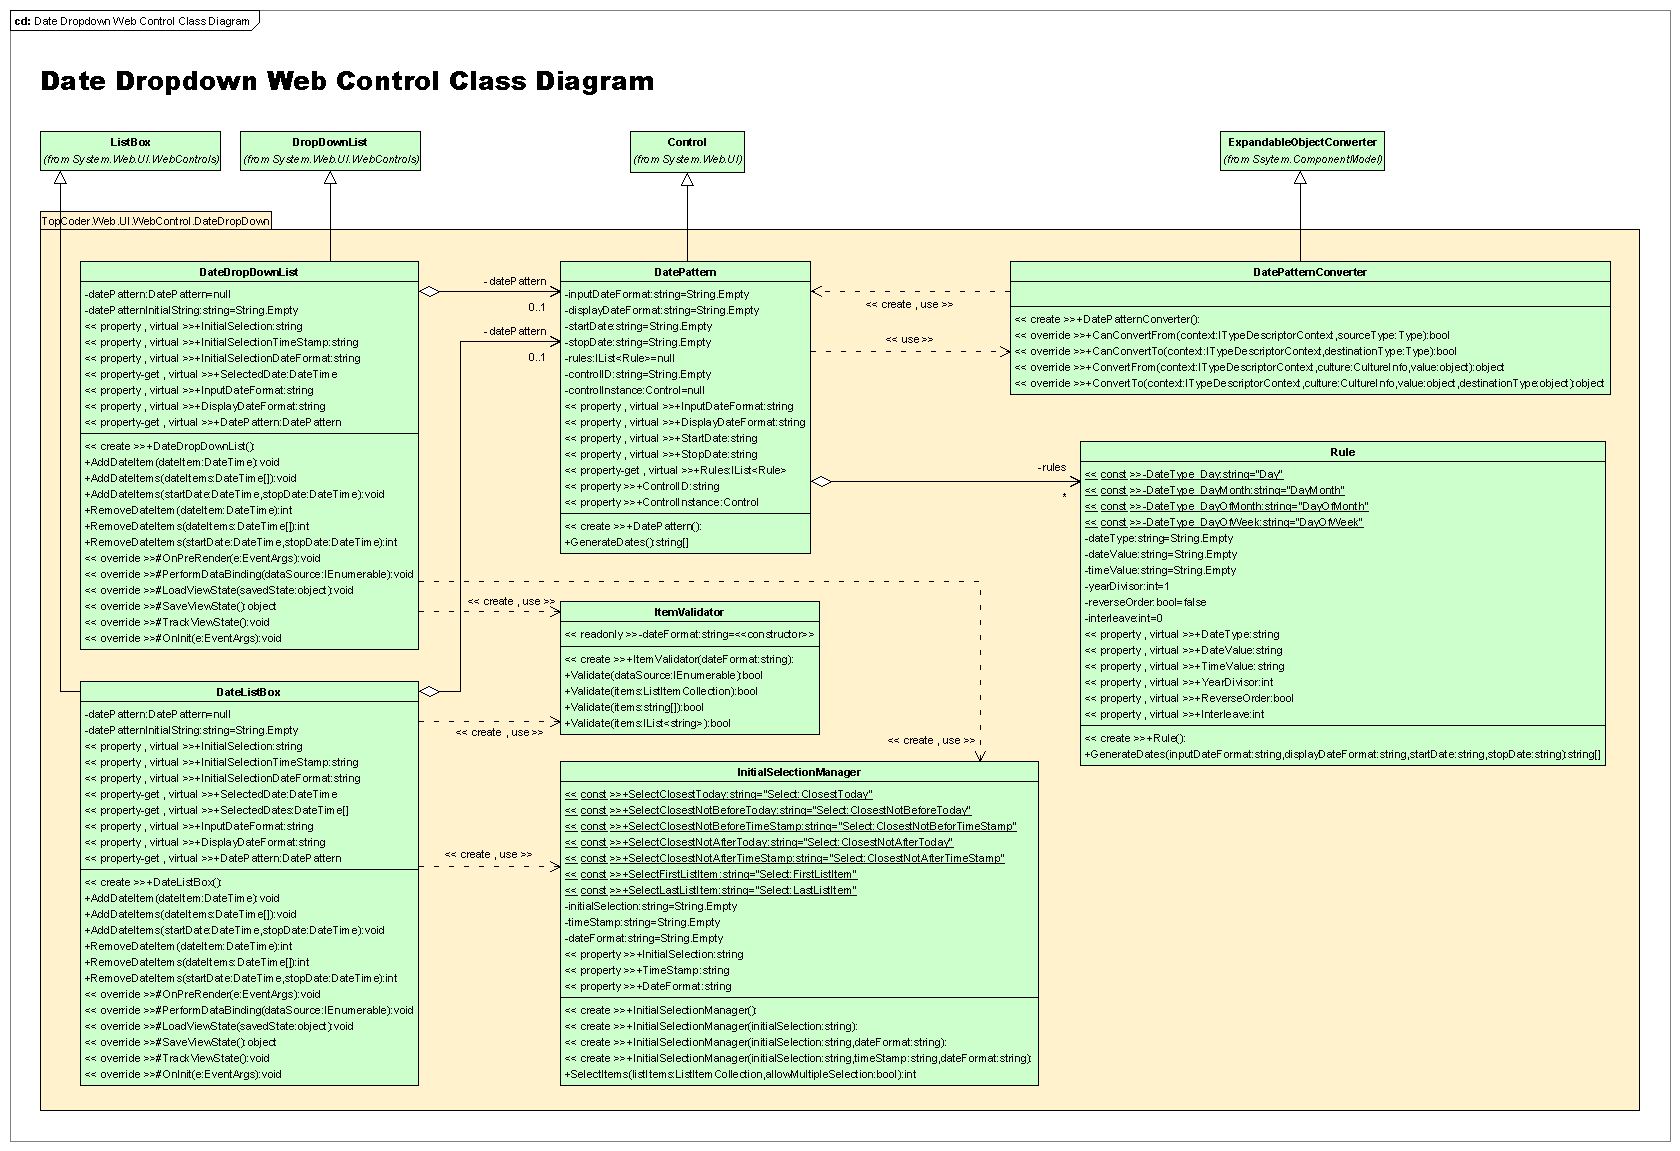 cd: Date Dropdown Web Control Class Diagram
Date Dropdown Web Control Class Diagram
ListBox
(from System.Web.UI.WebControls)
DropDownList
(from System.Web.UI.WebControls)
Control
(from System.Web.UI)
ExpandableObjectConverter
(from Ssytem.ComponentModel)
TopCoder.Web.UI.WebControl.DateDropDown
DateDropDownList
-datePattern:DatePattern=null
-datePatternInitialString:string=String.Empty
<< property , virtual >>+InitialSelection:string
<< property , virtual >>+InitialSelectionTimeStamp:string
<< property , virtual >>+InitialSelectionDateFormat:string
<< property-get , virtual >>+SelectedDate:DateTime
<< property , virtual >>+InputDateFormat:string
<< property , virtual >>+DisplayDateFormat:string
<< property-get , virtual >>+DatePattern:DatePattern
<< create >>+DateDropDownList():
+AddDateItem(dateItem:DateTime):void
+AddDateItems(dateItems:DateTime[]):void
+AddDateItems(startDate:DateTime,stopDate:DateTime):void
+RemoveDateItem(dateItem:DateTime):int
+RemoveDateItems(dateItems:DateTime[]):int
+RemoveDateItems(startDate:DateTime,stopDate:DateTime):int
<< override >>#OnPreRender(e:EventArgs):void
<< override >>#PerformDataBinding(dataSource:IEnumerable):void
<< override >>#LoadViewState(savedState:object):void
<< override >>#SaveViewState():object
<< override >>#TrackViewState():void
<< override >>#OnInit(e:EventArgs):void
-datePattern
0..1
-datePattern
0..1
DatePattern
-inputDateFormat:string=String.Empty
-displayDateFormat:string=String.Empty
-startDate:string=String.Empty
-stopDate:string=String.Empty
-rules:IList<Rule>=null
-controlID:string=String.Empty
-controlInstance:Control=null
<< property , virtual >>+InputDateFormat:string
<< property , virtual >>+DisplayDateFormat:string
<< property , virtual >>+StartDate:string
<< property , virtual >>+StopDate:string
<< property-get , virtual >>+Rules:IList<Rule>
<< property >>+ControlID:string
<< property >>+ControlInstance:Control
<< create >>+DatePattern():
+GenerateDates():string[]
<< create , use >>
<< use >>
DatePatternConverter
<< create >>+DatePatternConverter():
<< override >>+CanConvertFrom(context:ITypeDescriptorContext,sourceType:Type):bool
<< override >>+CanConvertTo(context:ITypeDescriptorContext,destinationType:Type):bool
<< override >>+ConvertFrom(context:ITypeDescriptorContext,culture:CultureInfo,value:object):object
<< override >>+ConvertTo(context:ITypeDescriptorContext,culture:CultureInfo,value:object,destinationType:object):object
-rules
*
Rule
<< const >>-DateType_Day:string="Day"
<< const >>-DateType_DayMonth:string="DayMonth"
<< const >>-DateType_DayOfMonth:string="DayOfMonth"
<< const >>-DateType_DayOfWeek:string="DayOfWeek"
-dateType:string=String.Empty
-dateValue:string=String.Empty
-timeValue:string=String.Empty
-yearDivisor:int=1
-reverseOrder:bool=false
-interleave:int=0
<< property , virtual >>+DateType:string
<< property , virtual >>+DateValue:string
<< property , virtual >>+TimeValue:string
<< property , virtual >>+YearDivisor:int
<< property , virtual >>+ReverseOrder:bool
<< property , virtual >>+Interleave:int
<< create >>+Rule():
+GenerateDates(inputDateFormat:string,displayDateFormat:string,startDate:string,stopDate:string):string[]
<< create , use >>
ItemValidator
<< readonly >>-dateFormat:string=<<constructor>>
<< create >>+ItemValidator(dateFormat:string):
+Validate(dataSource:IEnumerable):bool
+Validate(items:ListItemCollection):bool
+Validate(items:string[]):bool
+Validate(items:IList<string>):bool
<< create , use >>
<< create , use >>
DateListBox
-datePattern:DatePattern=null
-datePatternInitialString:string=String.Empty
<< property , virtual >>+InitialSelection:string
<< property , virtual >>+InitialSelectionTimeStamp:string
<< property , virtual >>+InitialSelectionDateFormat:string
<< property-get , virtual >>+SelectedDate:DateTime
<< property-get , virtual >>+SelectedDates:DateTime[]
<< property , virtual >>+InputDateFormat:string
<< property , virtual >>+DisplayDateFormat:string
<< property-get , virtual >>+DatePattern:DatePattern
<< create >>+DateListBox():
+AddDateItem(dateItem:DateTime):void
+AddDateItems(dateItems:DateTime[]):void
+AddDateItems(startDate:DateTime,stopDate:DateTime):void
+RemoveDateItem(dateItem:DateTime):int
+RemoveDateItems(dateItems:DateTime[]):int
+RemoveDateItems(startDate:DateTime,stopDate:DateTime):int
<< override >>#OnPreRender(e:EventArgs):void
<< override >>#PerformDataBinding(dataSource:IEnumerable):void
<< override >>#LoadViewState(savedState:object):void
<< override >>#SaveViewState():object
<< override >>#TrackViewState():void
<< override >>#OnInit(e:EventArgs):void
<< create , use >>
InitialSelectionManager
<< const >>+SelectClosestToday:string="Select:ClosestToday"
<< const >>+SelectClosestNotBeforeToday:string="Select:ClosestNotBeforeToday"
<< const >>+SelectClosestNotBeforeTimeStamp:string="Select:ClosestNotBeforTimeStamp"
<< const >>+SelectClosestNotAfterToday:string="Select:ClosestNotAfterToday"
<< const >>+SelectClosestNotAfterTimeStamp:string="Select:ClosestNotAfterTimeStamp"
<< const >>+SelectFirstListItem:string="Select:FirstListItem"
<< const >>+SelectLastListItem:string="Select:LastListItem"
-initialSelection:string=String.Empty
-timeStamp:string=String.Empty
-dateFormat:string=String.Empty
<< property >>+InitialSelection:string
<< property >>+TimeStamp:string
<< property >>+DateFormat:string
<< create >>+InitialSelectionManager():
<< create >>+InitialSelectionManager(initialSelection:string):
<< create >>+InitialSelectionManager(initialSelection:string,dateFormat:string):
<< create >>+InitialSelectionManager(initialSelection:string,timeStamp:string,dateFormat:string):
+SelectItems(listItems:ListItemCollection,allowMultipleSelection:bool):int